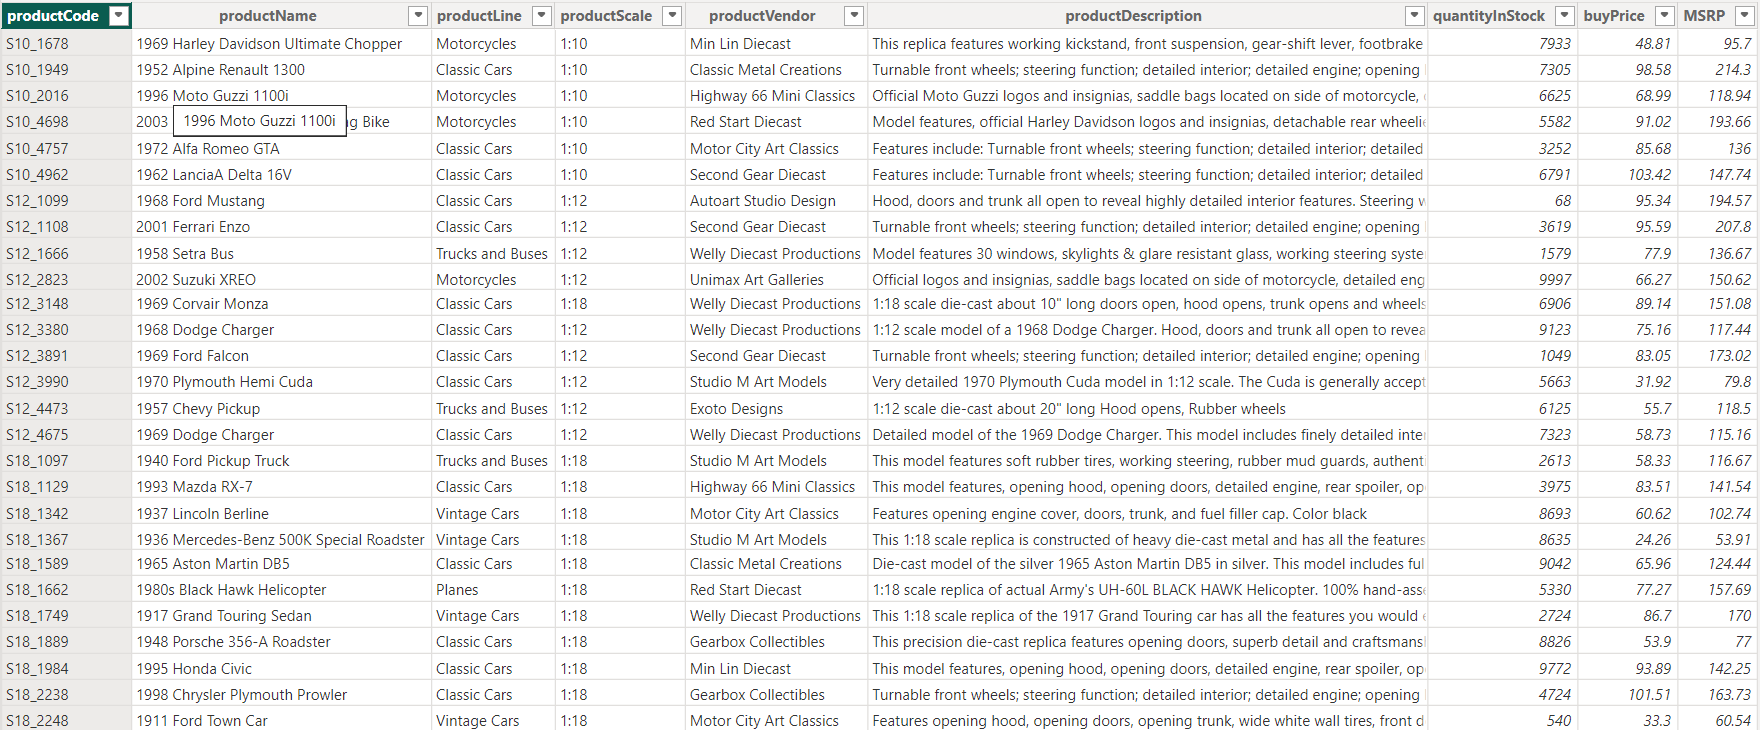 productCode productName productLine productScale productVendor productDescription quantityInStock buyPrice MSRP
S10_1678 1969 Harley Davidson Ultimate Chopper Motorcycles 1:10 Min Lin Diecast This replica features working kickstand, front suspension, gear-shift lever, footbrake 7933 48.81 95.7
S10_1949 1952 Alpine Renault 1300 Classic Cars 1:10 Classic Metal Creations Turnable front wheels; steering function; detailed interior; detailed engine; opening 7305 98.58 214.3
S10_2016 1996 Moto Guzzi 1100i Motorcycles 1:10 Highway 66 Mini Classics Official Moto Guzzi logos and insignias, saddle bags located on side of motorcycle, 6625 68.99 118.94
S10_4698 2003 1996 Moto Guzzi 1100i g Bike Motorcycles 1:10 Red Start Diecast Model features, official Harley Davidson logos and insignias, detachable rear wheeli 5582 91.02 193.66
S10_4757 1972 Alfa Romeo GTA Classic Cars 1:10 Motor City Art Classics Features include: Turnable front wheels; steering function; detailed interior; detailed 3252 85.68 136
S10_4962 1962 LanciaA Delta 16V Classic Cars 1:10 Second Gear Diecast Features include: Turnable front wheels; steering function; detailed interior; detailed 6791 103.42 147.74
S12_1099 1968 Ford Mustang Classic Cars 1:12 Autoart Studio Design Hood, doors and trunk all open to reveal highly detailed interior features. Steering w 68 95.34 194.57
S12_1108 2001 Ferrari Enzo Classic Cars 1:12 Second Gear Diecast Turnable front wheels; steering function; detailed interior; detailed engine; opening 3619 95.59 207.8
S12_1666 1958 Setra Bus Trucks and Buses 1:12 Welly Diecast Productions Model features 30 windows, skylights & glare resistant glass, working steering syste 1579 77.9 136.67
S12_2823 2002 Suzuki XREO Motorcycles 1:12 Unimax Art Galleries Official logos and insignias, saddle bags located on side of motorcycle, detailed eng 9997 66.27 150.62
S12_3148 1969 Corvair Monza Classic Cars 1:18 Welly Diecast Productions 1:18 scale die-cast about 10" long doors open, hood opens, trunk opens and wheels 6906 89.14 151.08
S12_3380 1968 Dodge Charger Classic Cars 1:12 Welly Diecast Productions 1:12 scale model of a 1968 Dodge Charger. Hood, doors and trunk all open to revea 9123 75.16 117.44
S12_3891 1969 Ford Falcon Classic Cars 1:12 Second Gear Diecast Turnable front wheels; steering function; detailed interior; detailed engine; opening 1049 83.05 173.02
S12_3990 1970 Plymouth Hemi Cuda Classic Cars 1:12 Studio M Art Models Very detailed 1970 Plymouth Cuda model in 1:12 scale. The Cuda is generally accept 5663 31.92 79.8
S12_4473 1957 Chevy Pickup Trucks and Buses 1:12 Exoto Designs 1:12 scale die-cast about 20" long Hood opens, Rubber wheels 6125 55.7 118.5
S12_4675 1969 Dodge Charger Classic Cars 1:12 Welly Diecast Productions Detailed model of the 1969 Dodge Charger. This model includes finely detailed inte 7323 58.73 115.16
S18_1097 1940 Ford Pickup Truck Trucks and Buses 1:18 Studio M Art Models This model features soft rubber tires, working steering, rubber mud guards, authent 2613 58.33 116.67
S18_1129 1993 Mazda RX-7 Classic Cars 1:18 Highway 66 Mini Classics This model features, opening hood, opening doors, detailed engine, rear spoiler, op 3975 83.51 141.54
S18_1342 1937 Lincoln Berline Vintage Cars 1:18 Motor City Art Classics Features opening engine cover, doors, trunk, and fuel filler cap. Color black 8693 60.62 102.74
S18_1367 1936 Mercedes-Benz 500K Special Roadster Vintage Cars 1:18 Studio M Art Models This 1:18 scale replica is constructed of heavy die-cast metal and has all the features 8635 24.26 53.91
S18_1589 1965 Aston Martin DB5 Classic Cars 1:18 Classic Metal Creations Die-cast model of the silver 1965 Aston Martin DB5 in silver. This model includes ful 9042 65.96 124.44
S18_1662 1980s Black Hawk Helicopter Planes 1:18 Red Start Diecast 1:18 scale replica of actual Army's UH-60L BLACK HAWK Helicopter. 100% hand-asse 5330 77.27 157.69
S18_1749 1917 Grand Touring Sedan Vintage Cars 1:18 Welly Diecast Productions This 1:18 scale replica of the 1917 Grand Touring car has all the features you would e 2724 86.7 170
S18_1889 1948 Porsche 356-A Roadster Classic Cars 1:18 Gearbox Collectibles This precision die-cast replica features opening doors, superb detail and craftsmans 8826 53.9 77
S18_1984 1995 Honda Civic Classic Cars 1:18 Min Lin Diecast This model features, opening hood, opening doors, detailed engine, rear spoiler, op 9772 93.89 142.25
S18_2238 1998 Chrysler Plymouth Prowler Classic Cars 1:18 Gearbox Collectibles Turnable front wheels; steering function; detailed interior; detailed engine; opening 4724 101.51 163.73
S18_2248 1911 Ford Town Car Vintage Cars 1:18 Motor City Art Classics Features opening hood, opening doors, opening trunk, wide white wall tires, front d 540 33.3 60.54